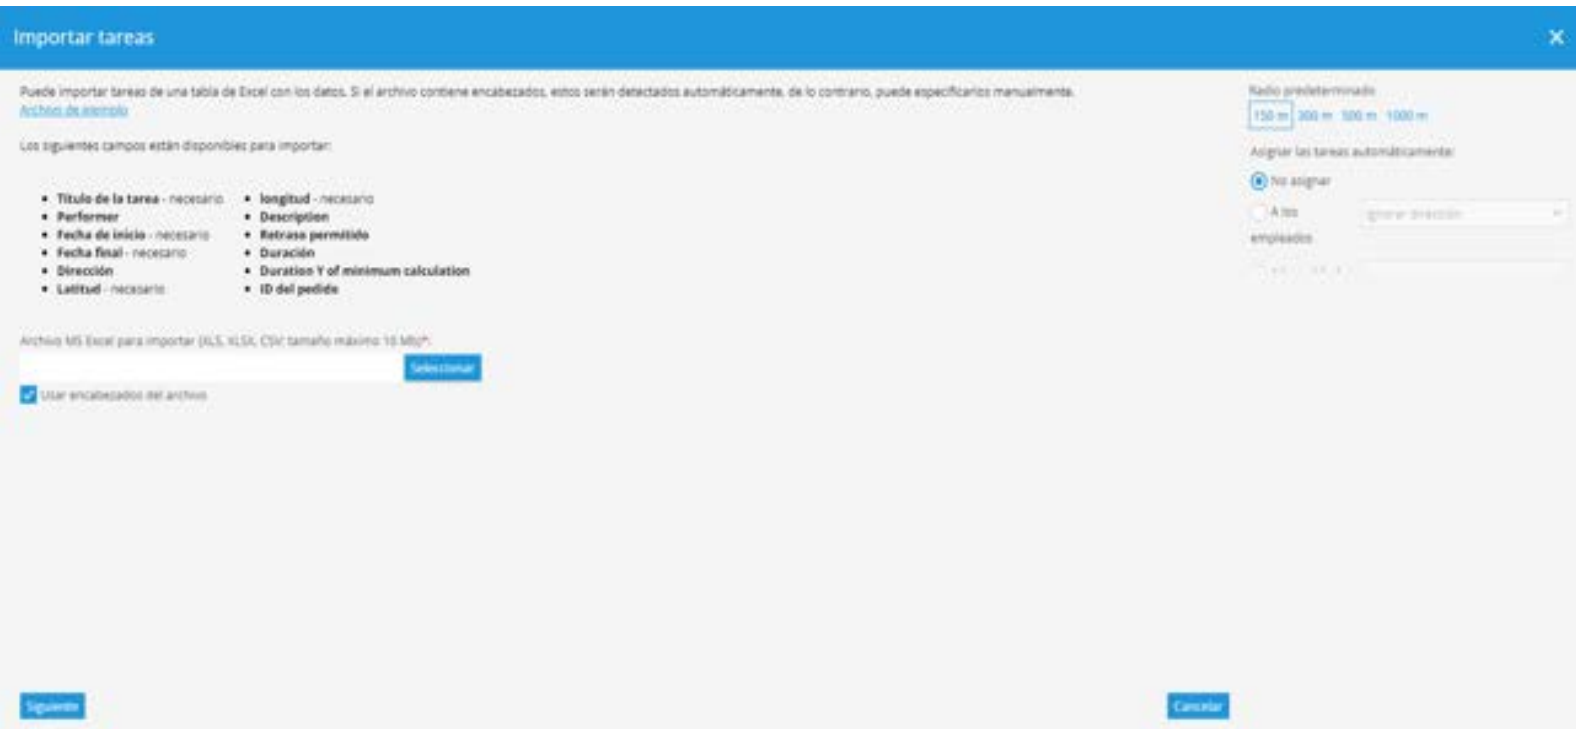 Importar tareas
Puede importar tareas de una tabla de Excel con los datos. Si el archivo contiene encabezados, estos serán detectados automáticamente, de lo contrario, puede especificarlos manualmente.
Archivo de ejemplo
Los siguientes campos están disponibles para importar:
Título de la tarea - necesario
Performer
Fecha de inicio - necesario
Fecha final - necesario
Dirección
Latitud - necesario
longitud - necesario
Description
Retraso permitido
Duración
Duration Y of minimum calculation
ID del pedido
Archivo MS Excel para importar (XLS, XLSX, CSV; tamaño máximo 10 Mb)*:
Seleccionar
Usar encabezados del archivo
Radio predeterminado
150 m 300 m 500 m 1000 m
Asignar las tareas automáticamente:
No asignar
A los
empleados
Ignorar dirección
Siguiente
Cancelar